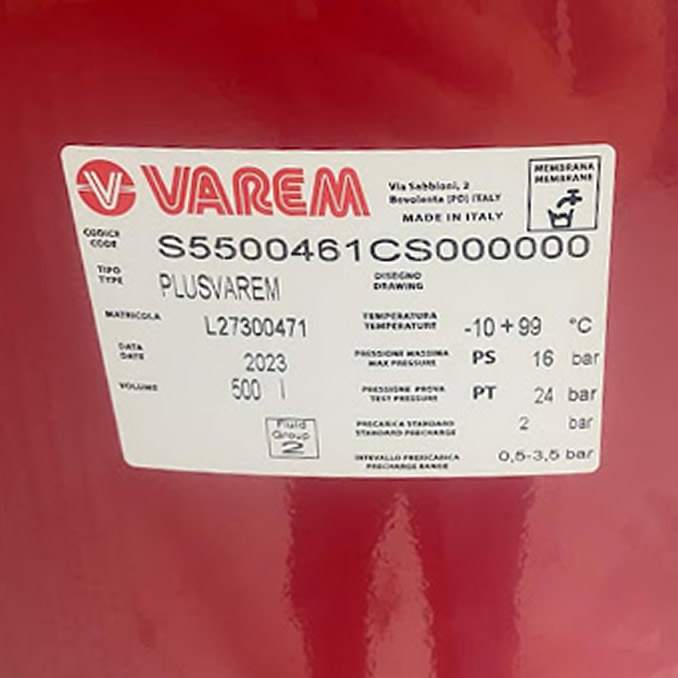 VAREM
Via Sabbioni, 2
Bovolenta (PD) ITALY
MADE IN ITALY
MEMBRANA
MEMBRANE
CODICE
CODE
S5500461CS000000
TIPO
TYPE
PLUSVAREM
DISEGNO
DRAWING
MATRICOLA
L27300471
TEMPERATURA
TEMPERATURE
-10 + 99 °C
DATA
DATE
2023
PRESSIONE MASSIMA
MAX PRESSURE
PS 16 bar
VOLUME
500 l
PRESSIONE PROVA
TEST PRESSURE
PT 24 bar
Fluid
Group
2
PRECARICA STANDARD
STANDARD PRECHARGE
2 bar
INTEVALLO PRERICARICA
PRECHARGE RANGE
0,5-3,5 bar